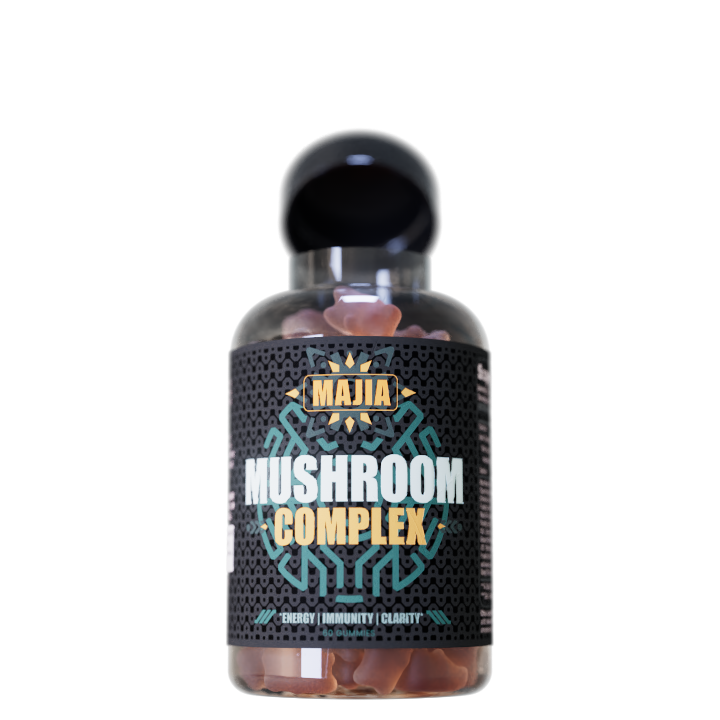 MAJIA
MUSHROOM
COMPLEX
*ENERGY | IMMUNITY | CLARITY*
60 GUMMIES